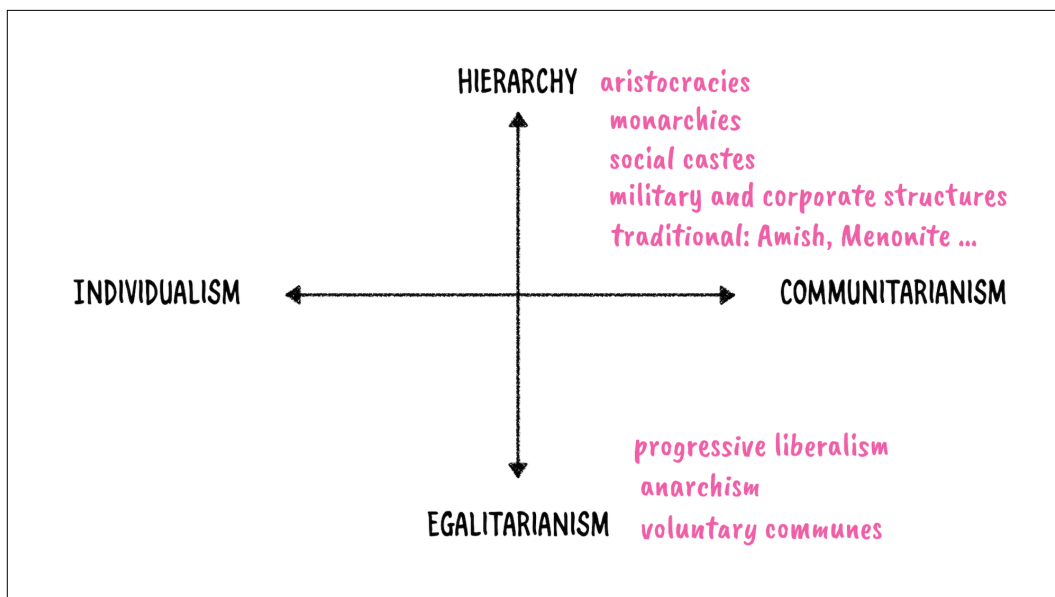 HIERARCHY aristocracies
monarchies
social castes
military and corporate structures
traditional: Amish, Menonite ...
INDIVIDUALISM
COMMUNITARIANISM
progressive liberalism
anarchism
EGALITARIANISM
voluntary communes